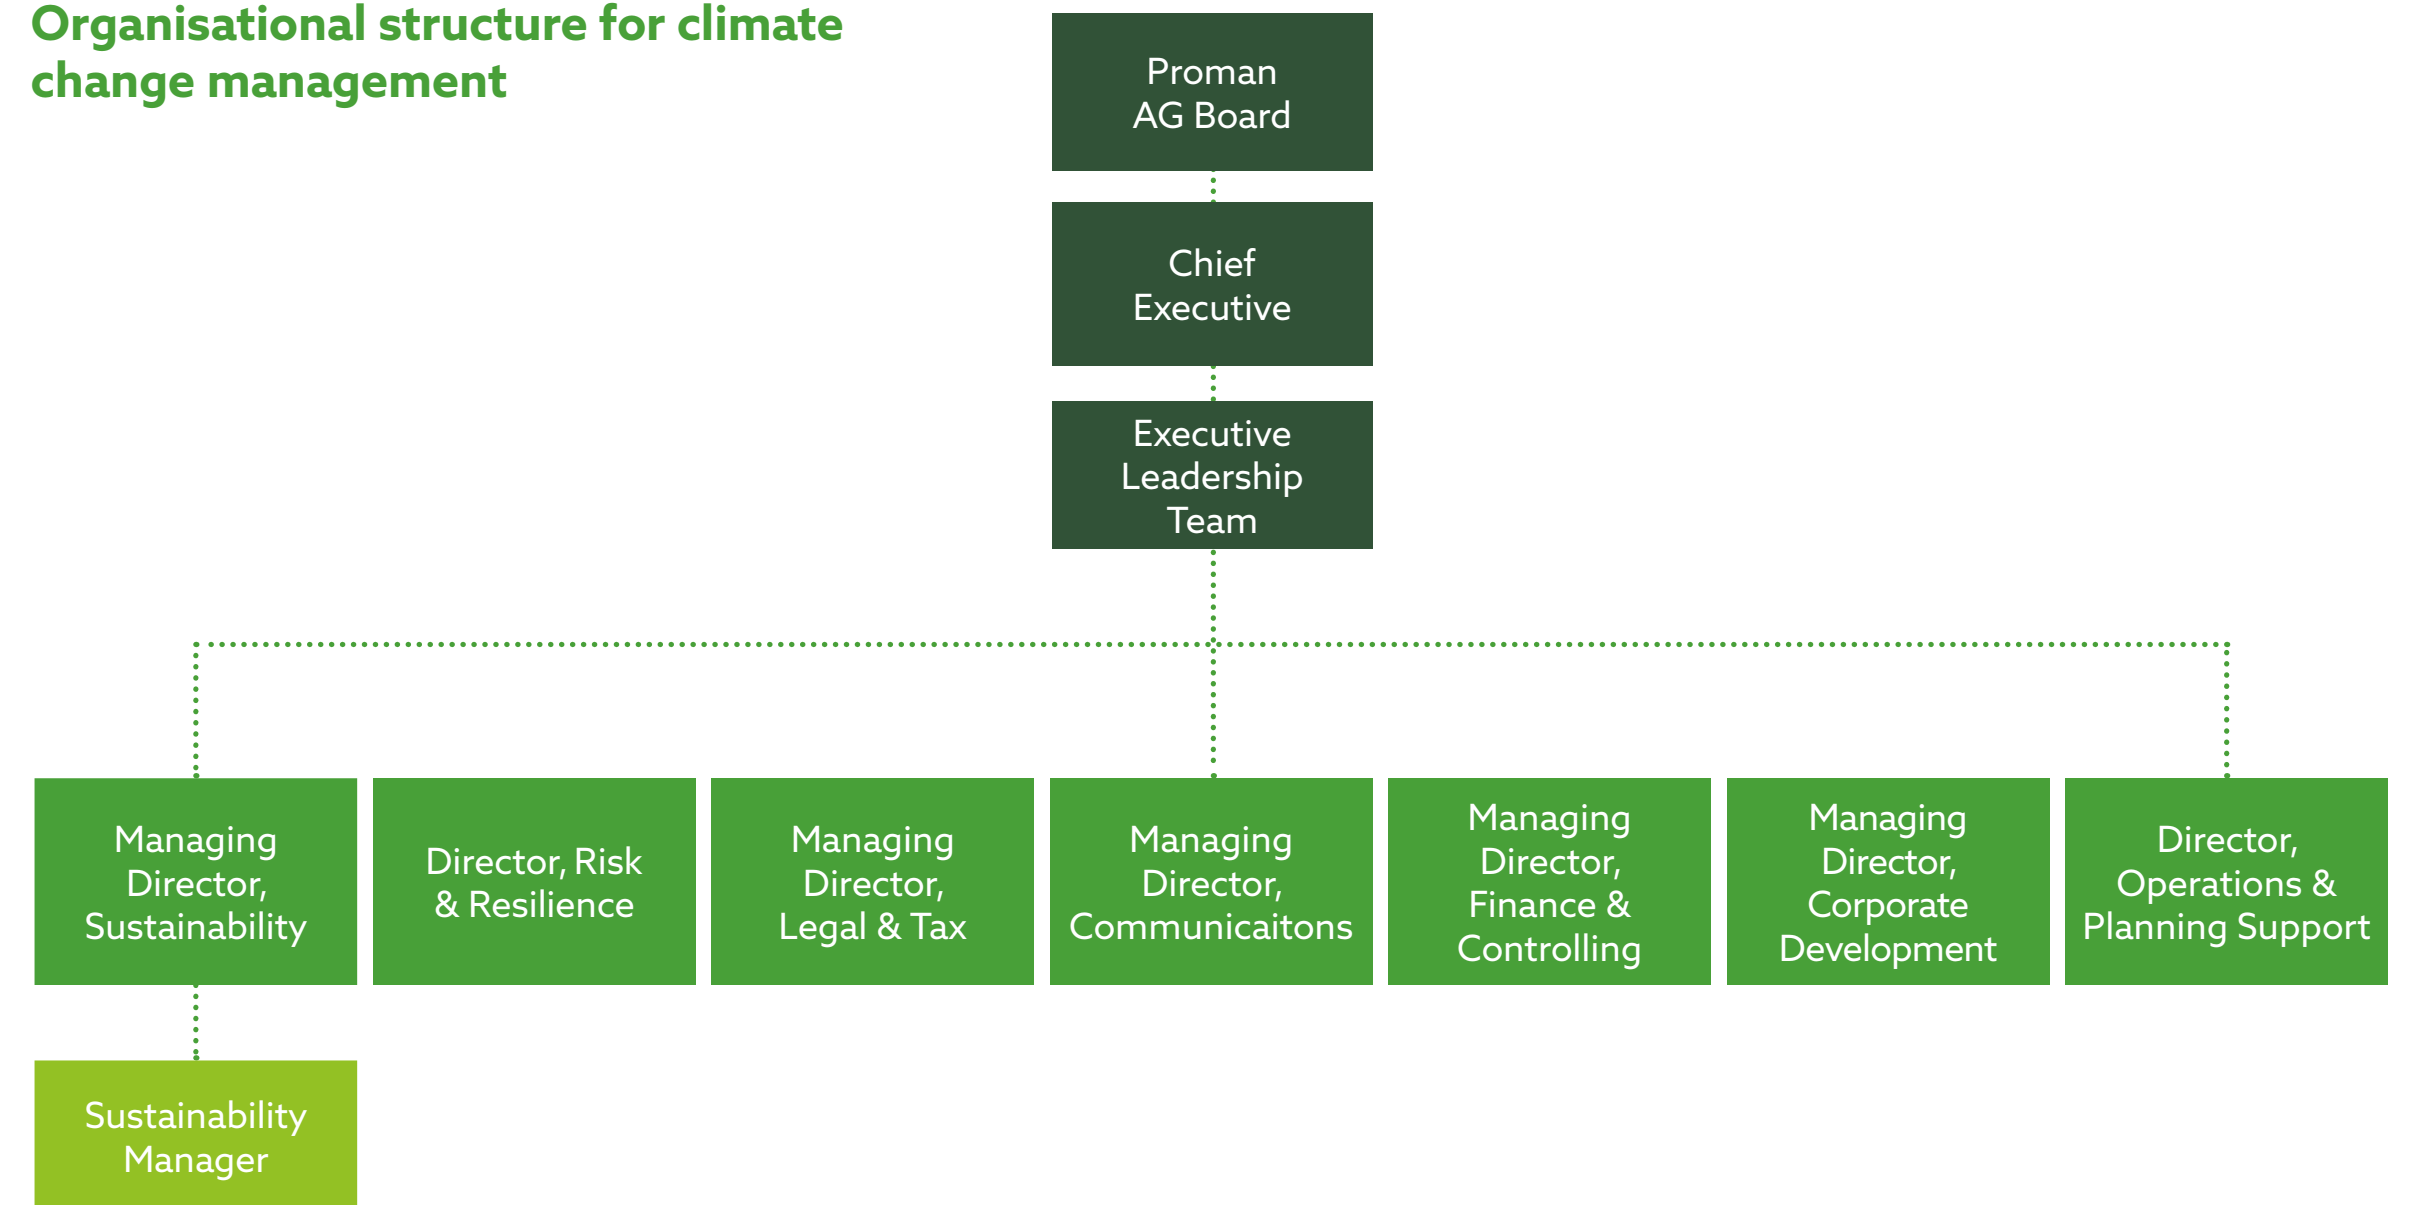 Organisational structure for climate
change management
Proman
AG Board
Chief
Executive
Executive
Leadership
Team
Managing
Director,
Sustainability
Director, Risk
& Resilience
Managing
Director,
Legal & Tax
Managing
Director,
Communicaitons
Managing
Director,
Finance &
Controlling
Managing
Director,
Corporate
Development
Director,
Operations &
Planning Support
Sustainability
Manager